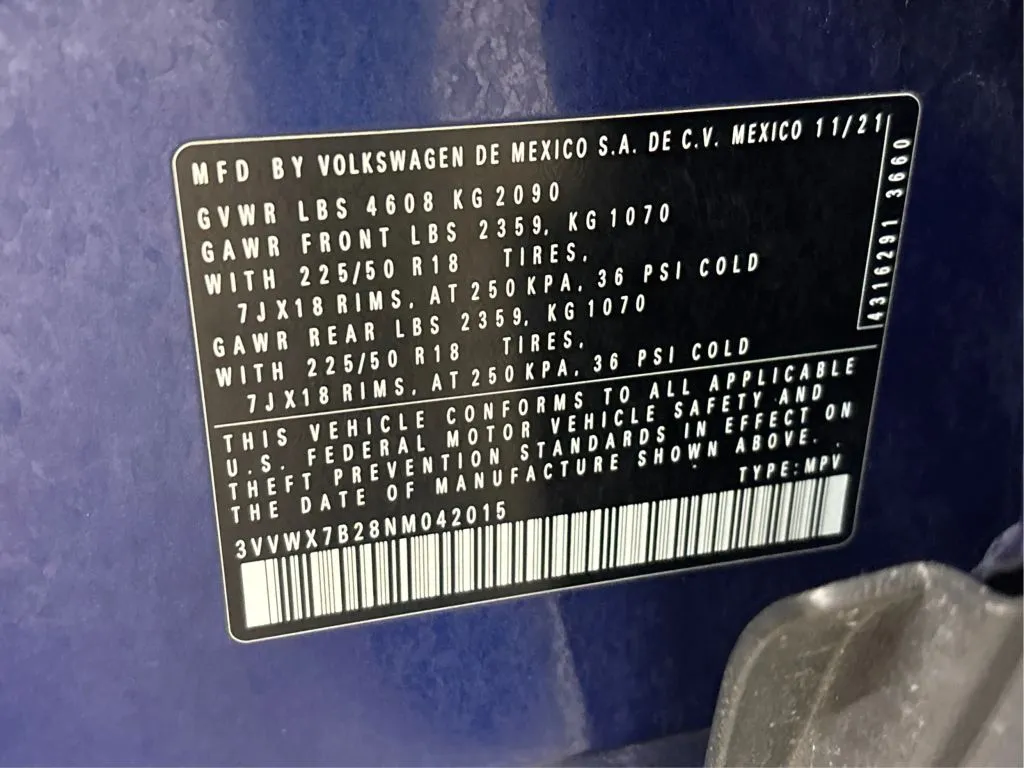 MFD BY VOLKSWAGEN DE MEXICO S.A. DE C.V. MEXICO 11/21
GVWR LBS 4608 KG 2090
GAWR FRONT LBS 2359, KG 1070
WITH 225/50 R18 TIRES,
7JX18 RIMS, AT 250 KPA, 36 PSI COLD
GAWR REAR LBS 2359, KG 1070
WITH 225/50 R18 TIRES,
7JX18 RIMS, AT 250 KPA, 36 PSI COLD
4316291 3660
THIS VEHICLE CONFORMS TO ALL APPLICABLE
U.S. FEDERAL MOTOR VEHICLE SAFETY AND
THEFT PREVENTION STANDARDS IN EFFECT ON
THE DATE OF MANUFACTURE SHOWN ABOVE.
TYPE: MPV
3VVWX7B28NM042015